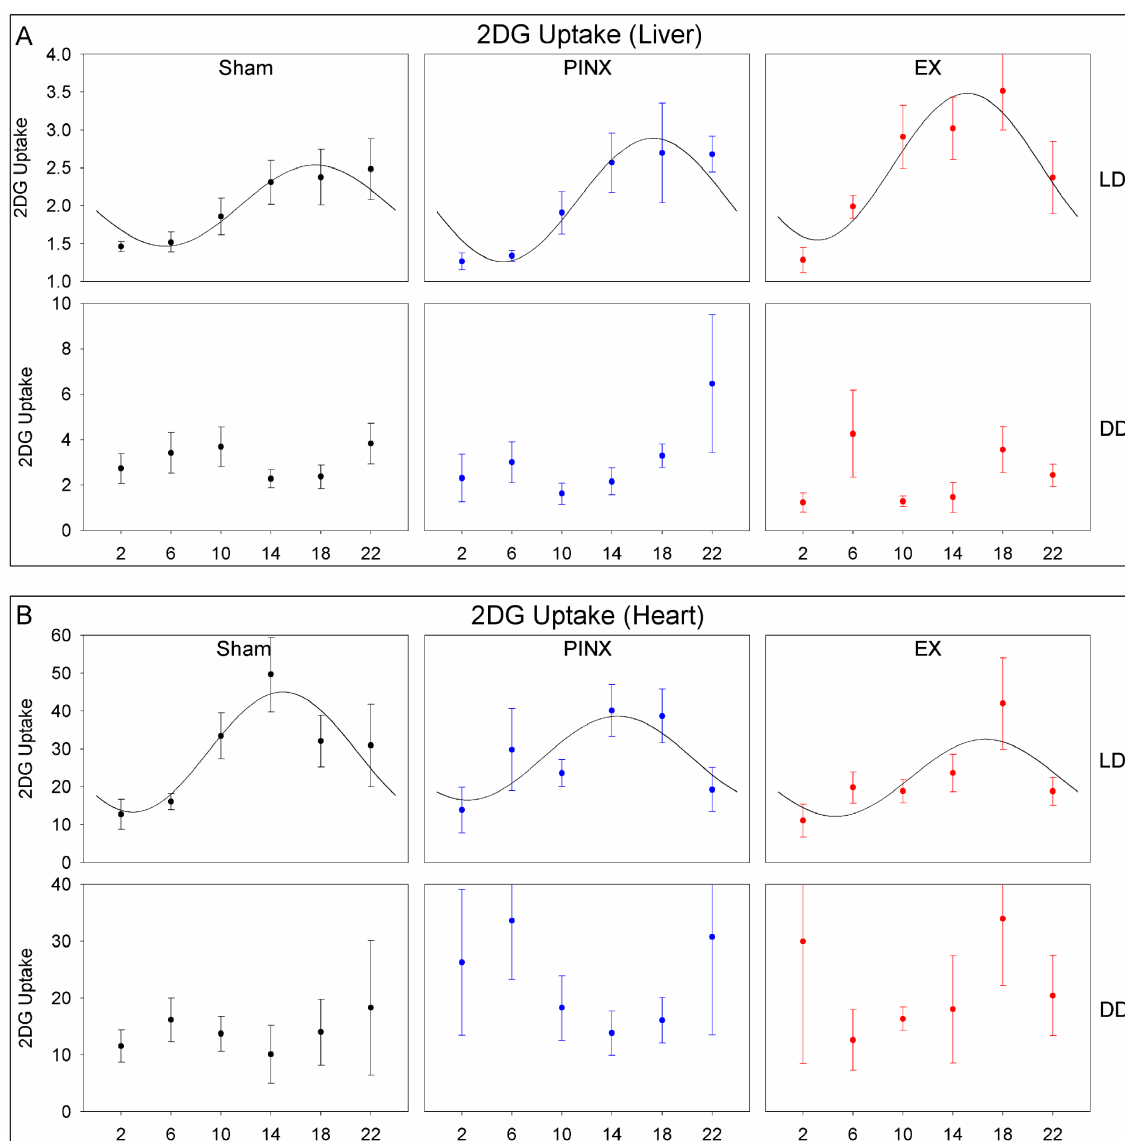 A
2DG Uptake (Liver)
Sham PINX EX
2DG Uptake
4.0
3.5
3.0
2.5
2.0
1.5
1.0
LD
2DG Uptake
10
8
6
4
2
0
DD
2 6 10 14 18 22 2 6 10 14 18 22 2 6 10 14 18 22
B
2DG Uptake (Heart)
Sham PINX EX
2DG Uptake
60
50
40
30
20
10
0
LD
2DG Uptake
40
30
20
10
0
DD
2 6 10 14 18 22 2 6 10 14 18 22 2 6 10 14 18 22